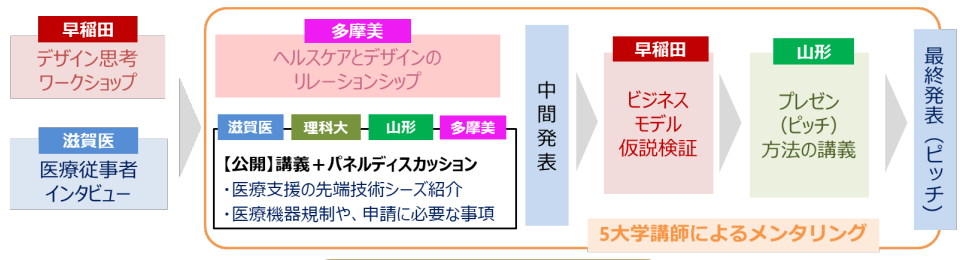 早稲田
デザイン思考
ワークショップ
滋賀医
医療従事者
インタビュー
多摩美
ヘルスケアとデザインの
リレーションシップ
滋賀医
理科大
山形
多摩美
【公開】講義＋パネルディスカッション
・医療支援の先端技術シーズ紹介
・医療機器規制や、申請に必要な事項
中間発表
早稲田
ビジネス
モデル
仮説検証
山形
プレゼン
（ピッチ）
方法の講義
最終発表（ピッチ）
5大学講師によるメンタリング